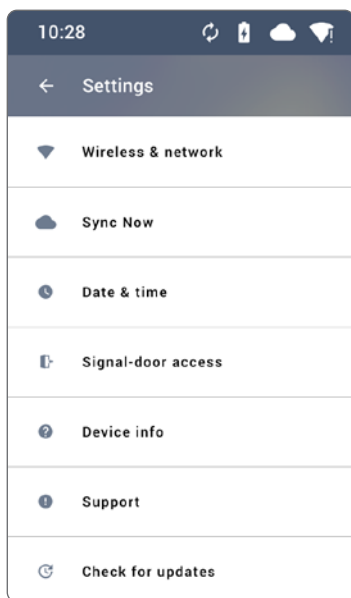 10:28
Settings
Wireless & network
Sync Now
Date & time
Signal-door access
Device info
Support
Check for updates